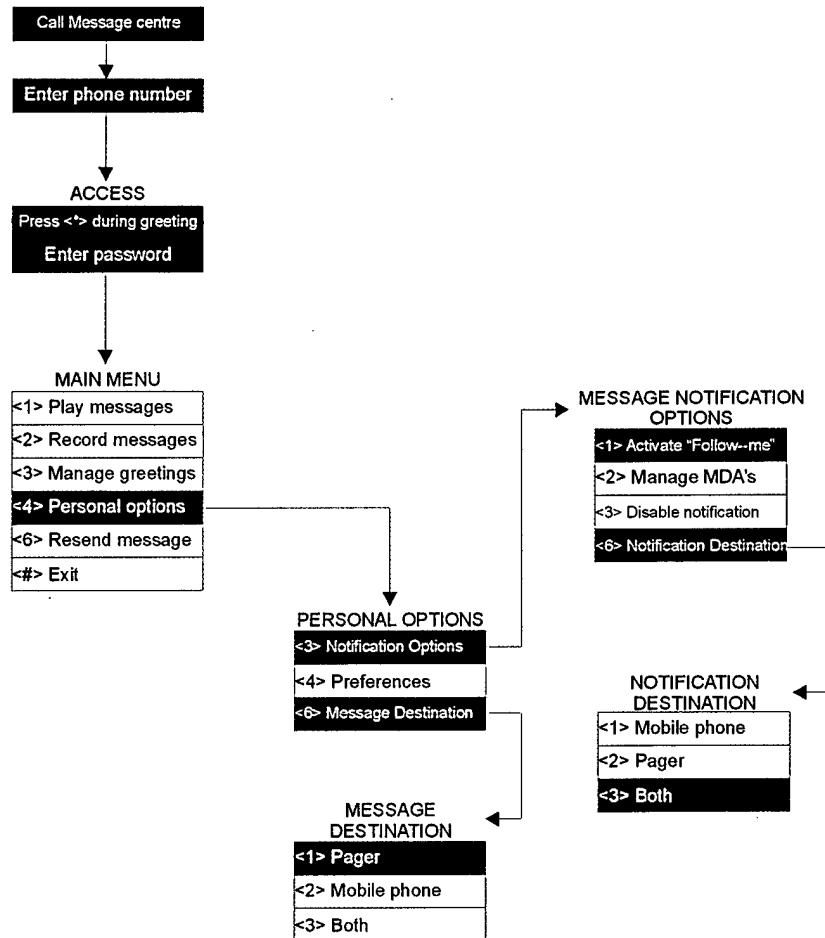 Call Message centre
Enter phone number
ACCESS
Press <*> during greeting
Enter password
MAIN MENU
<1> Play messages
<2> Record messages
<3> Manage greetings
<4> Personal options
<6> Resend message
<#> Exit
PERSONAL OPTIONS
<3> Notification Options
<4> Preferences
<6> Message Destination
MESSAGE
DESTINATION
<1> Pager
<2> Mobile phone
<3> Both
MESSAGE NOTIFICATION
OPTIONS
<1> Activate "Follow--me"
<2> Manage MDA's
<3> Disable notification
<6> Notification Destination
NOTIFICATION
DESTINATION
<1> Mobile phone
<2> Pager
<3> Both